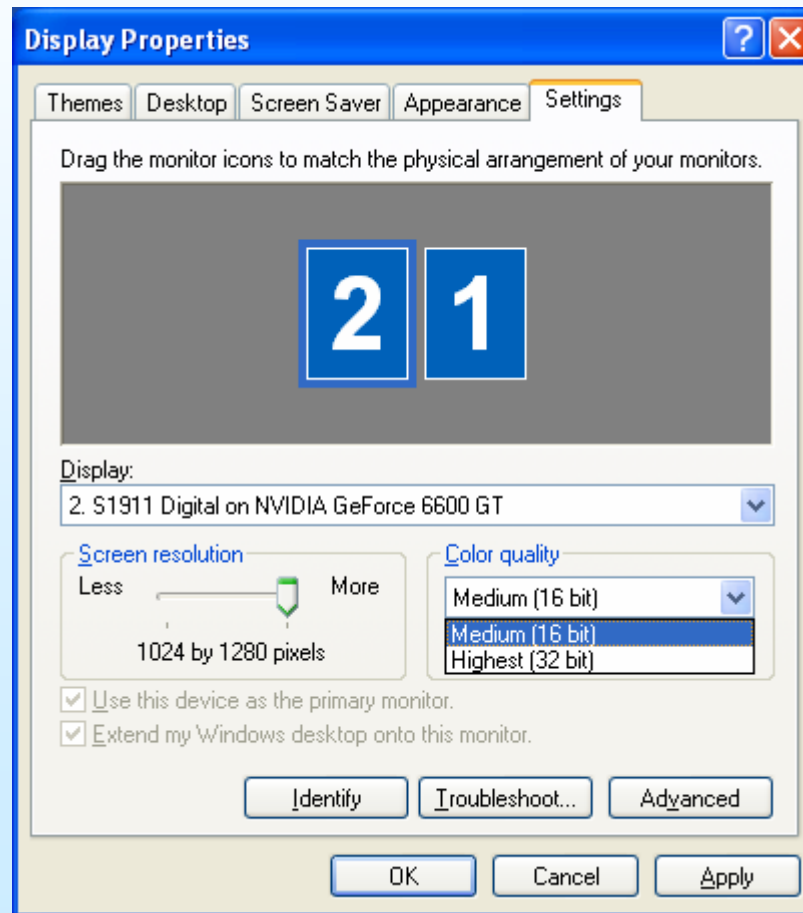 Display Properties
Themes Desktop Screen Saver Appearance Settings
Drag the monitor icons to match the physical arrangement of your monitors.
2 1
Display:
2. S1911 Digital on NVIDIA GeForce 6600 GT
Screen resolution
Less More
1024 by 1280 pixels
Color quality
Medium (16 bit)
Medium (16 bit)
Highest (32 bit)
Use this device as the primary monitor.
Extend my Windows desktop onto this monitor.
Identify Troubleshoot... Advanced
OK Cancel Apply